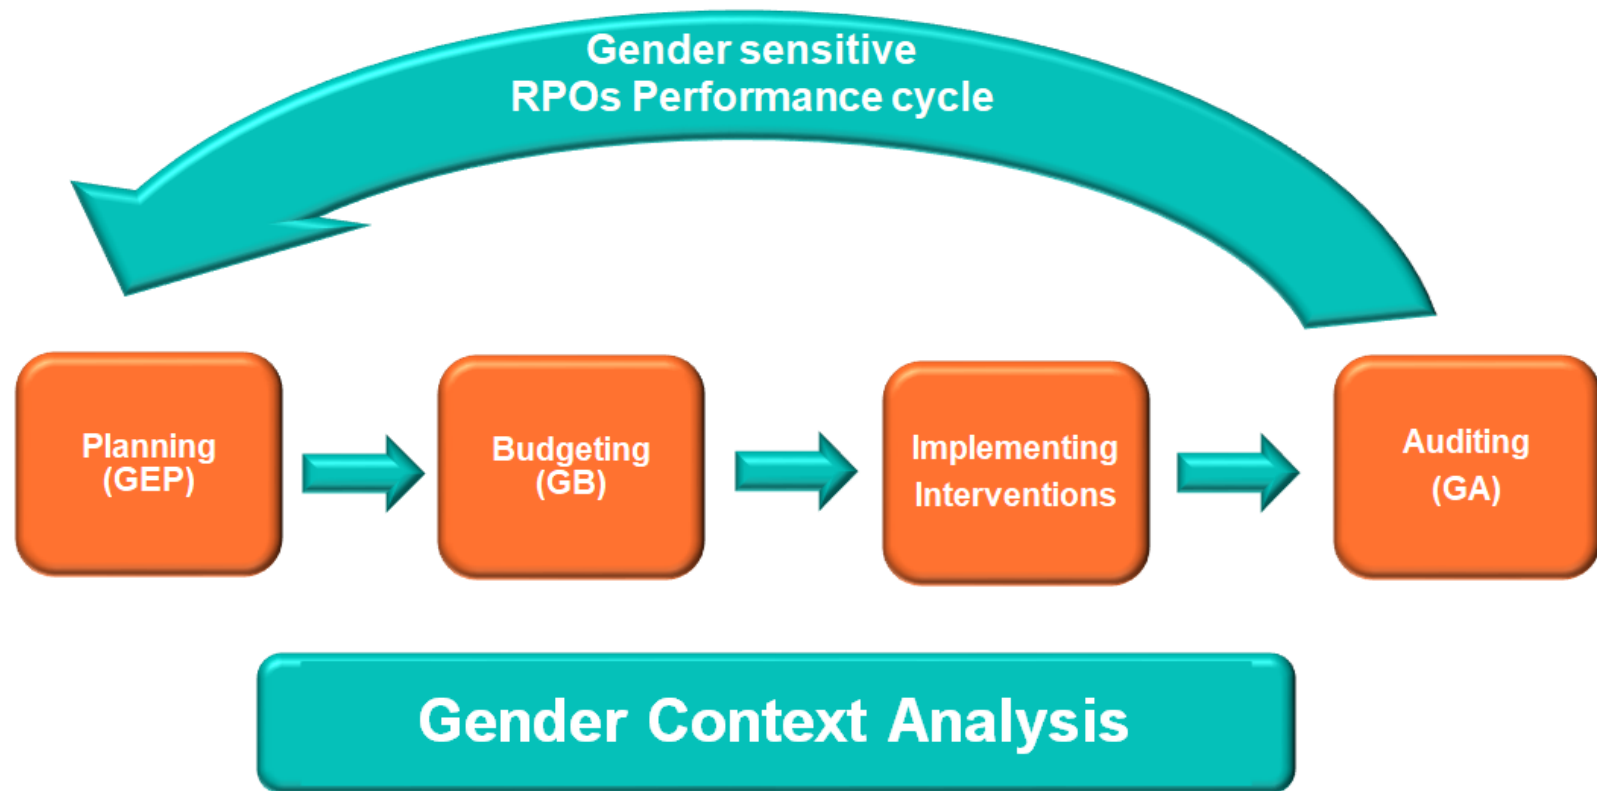 Gender sensitive
RPOs Performance cycle
Planning
(GEP)
Budgeting
(GB)
Implementing
Interventions
Auditing
(GA)
Gender Context Analysis